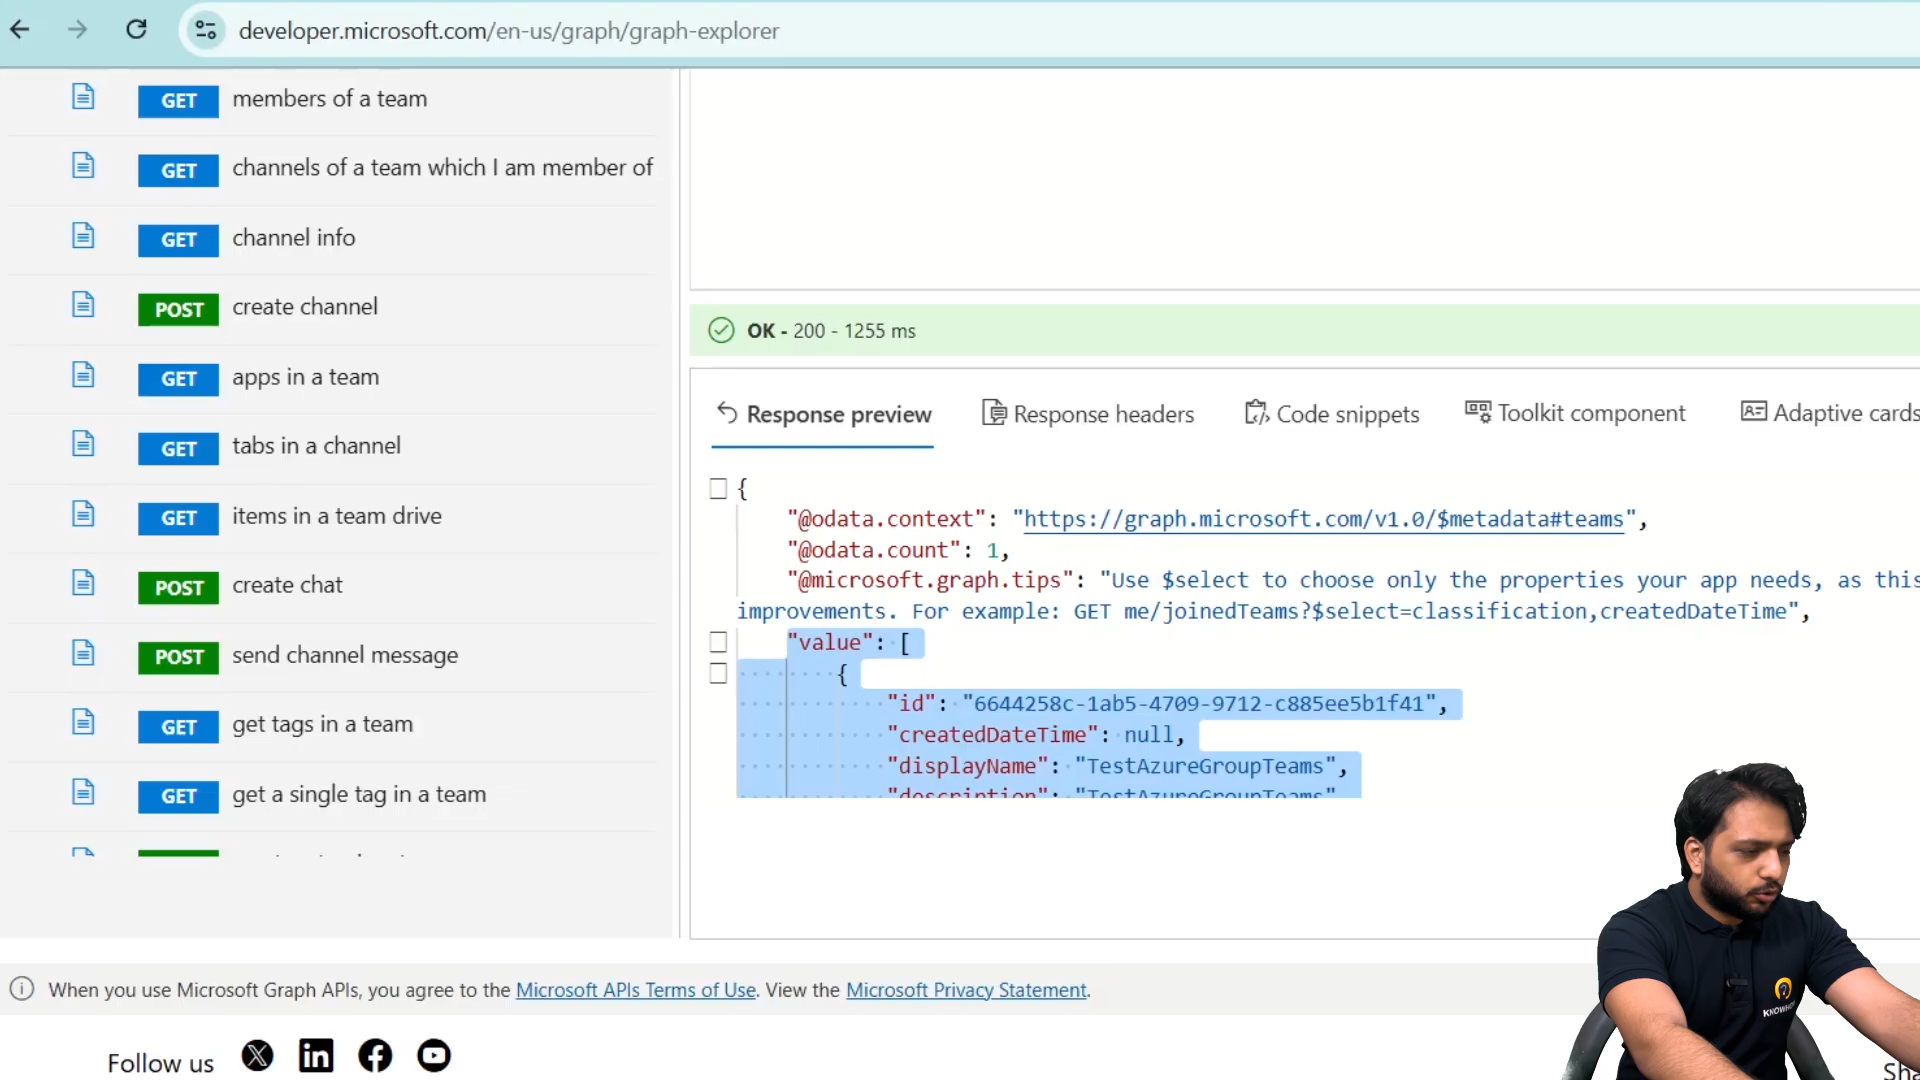 developer.microsoft.com/en-us/graph/graph-explorer
GET members of a team
GET channels of a team which I am member of
GET channel info
POST create channel
GET apps in a team
GET tabs in a channel
GET items in a team drive
POST create chat
POST send channel message
GET get tags in a team
GET get a single tag in a team
OK - 200 - 1255 ms
Response preview
Response headers
Code snippets
Toolkit component
Adaptive cards
{
"@odata.context": "https://graph.microsoft.com/v1.0/$metadata#teams",
"@odata.count": 1,
"@microsoft.graph.tips": "Use $select to choose only the properties your app needs, as this
improvements. For example: GET me/joinedTeams?$select=classification,createdDateTime",
"value": [
{
"id": "6644258c-1ab5-4709-9712-c885ee5b1f41",
"createdDateTime": null,
"displayName": "TestAzureGroupTeams",
"description": "TestAzureGroupTeams"
When you use Microsoft Graph APIs, you agree to the Microsoft APIs Terms of Use. View the Microsoft Privacy Statement.
Follow us